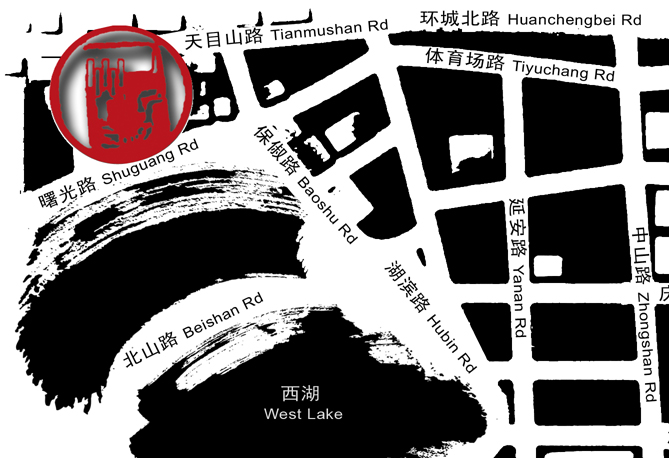 环城北路 Huanchengbei Rd
天目山路 Tianmushan Rd
体育场路 Tiyuchang Rd
保俶路 Baoshu Rd
曙光路 Shuguang Rd
延安路 Yanan Rd
中山路 Zhongshan Rd
湖滨路 Hubin Rd
北山路 Beishan Rd
西湖
West Lake